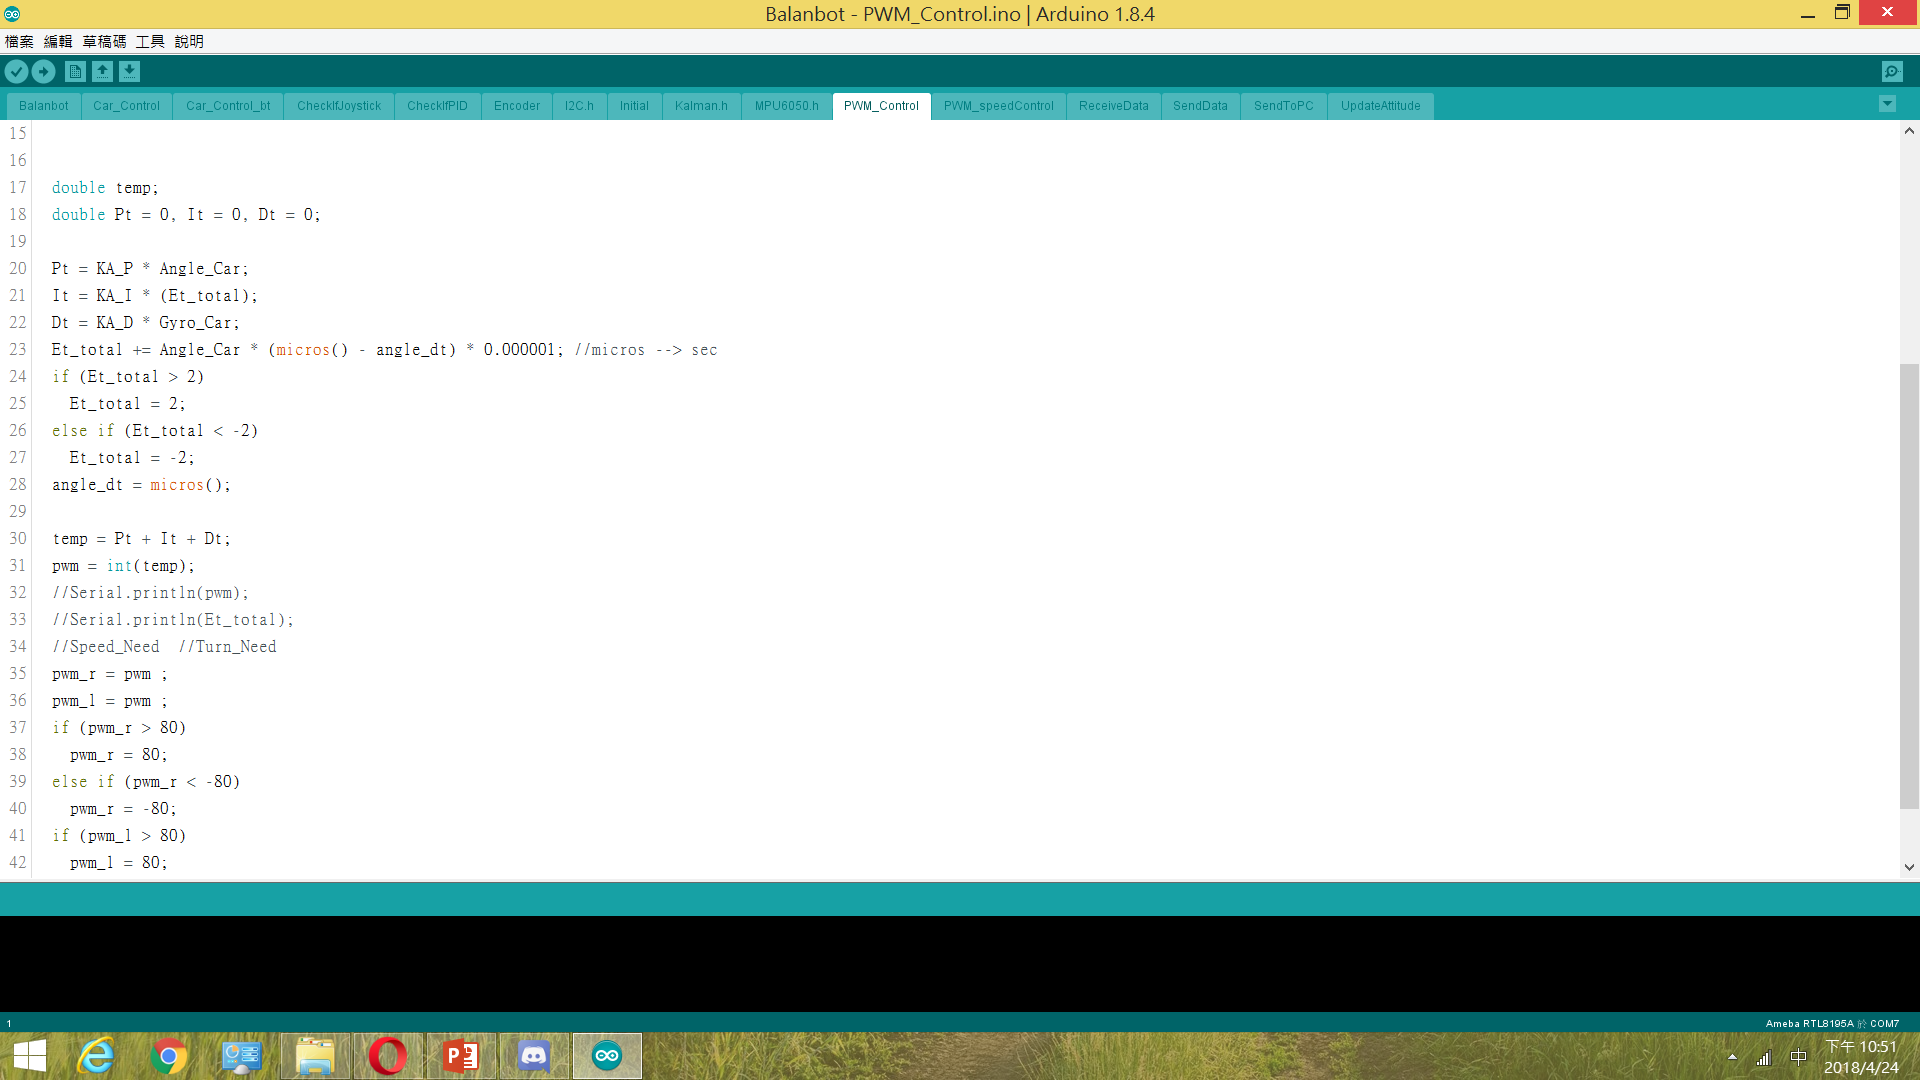 Balanbot - PWM_Control.ino | Arduino 1.8.4
檔案 編輯 草稿碼 工具 說明
Balanbot Car_Control Car_Control_bt CheckIfJoystick CheckIfPID Encoder I2C.h Initial Kalman.h MPU6050.h PWM_Control PWM_speedControl ReceiveData SendData SendToPC UpdateAttitude
15
16
17 double temp;
18 double Pt = 0, It = 0, Dt = 0;
19
20 Pt = KA_P * Angle_Car;
21 It = KA_I * (Et_total);
22 Dt = KA_D * Gyro_Car;
23 Et_total += Angle_Car * (micros() - angle_dt) * 0.000001; //micros --> sec
24 if (Et_total > 2)
25 Et_total = 2;
26 else if (Et_total < -2)
27 Et_total = -2;
28 angle_dt = micros();
29
30 temp = Pt + It + Dt;
31 pwm = int(temp);
32 //Serial.println(pwm);
33 //Serial.println(Et_total);
34 //Speed_Need //Turn_Need
35 pwm_r = pwm ;
36 pwm_l = pwm ;
37 if (pwm_r > 80)
38 pwm_r = 80;
39 else if (pwm_r < -80)
40 pwm_r = -80;
41 if (pwm_l > 80)
42 pwm_l = 80;
1
Ameba RTL8195A 於 COM7
中
下午 10:51
2018/4/24